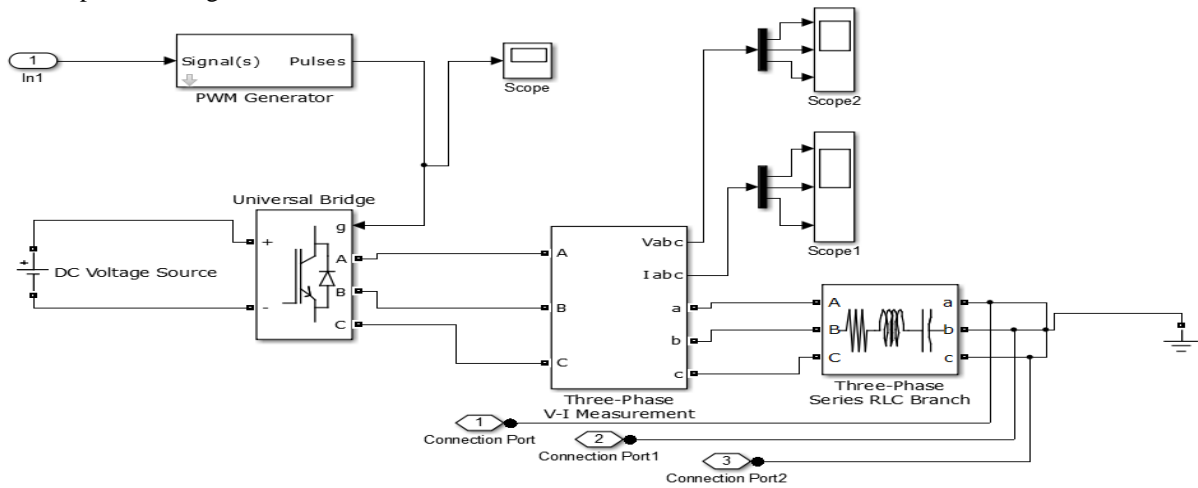 1
In1
Signal(s) Pulses
PWM Generator
Scope
Scope2
Scope1
Universal Bridge
g
+
A
B
-
C
+
DC Voltage Source
A
B
C
Vabc
Iabc
a
b
c
Three-Phase
V-I Measurement
A
B
C
a
b
c
Three-Phase
Series RLC Branch
1
Connection Port
2
Connection Port1
3
Connection Port2